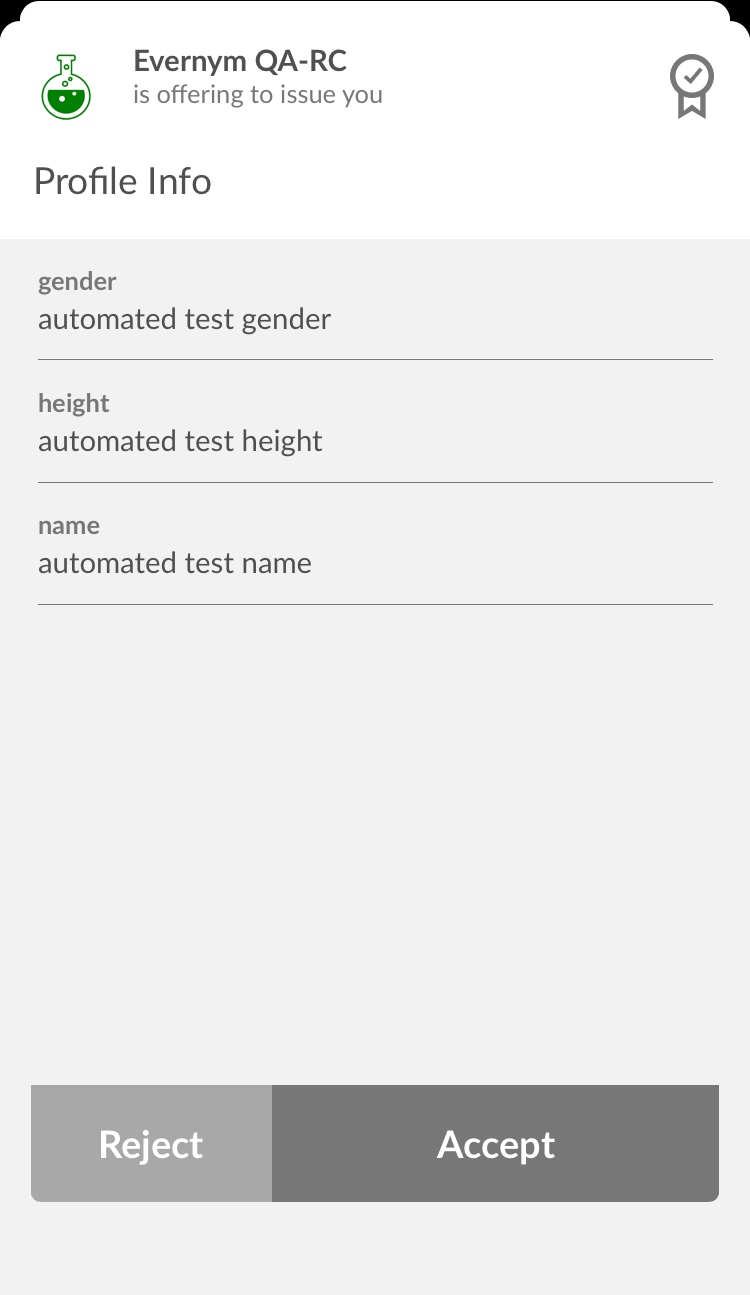 Evernym QA-RC
is offering to issue you
Profile Info
gender
automated test gender
height
automated test height
name
automated test name
Reject
Accept